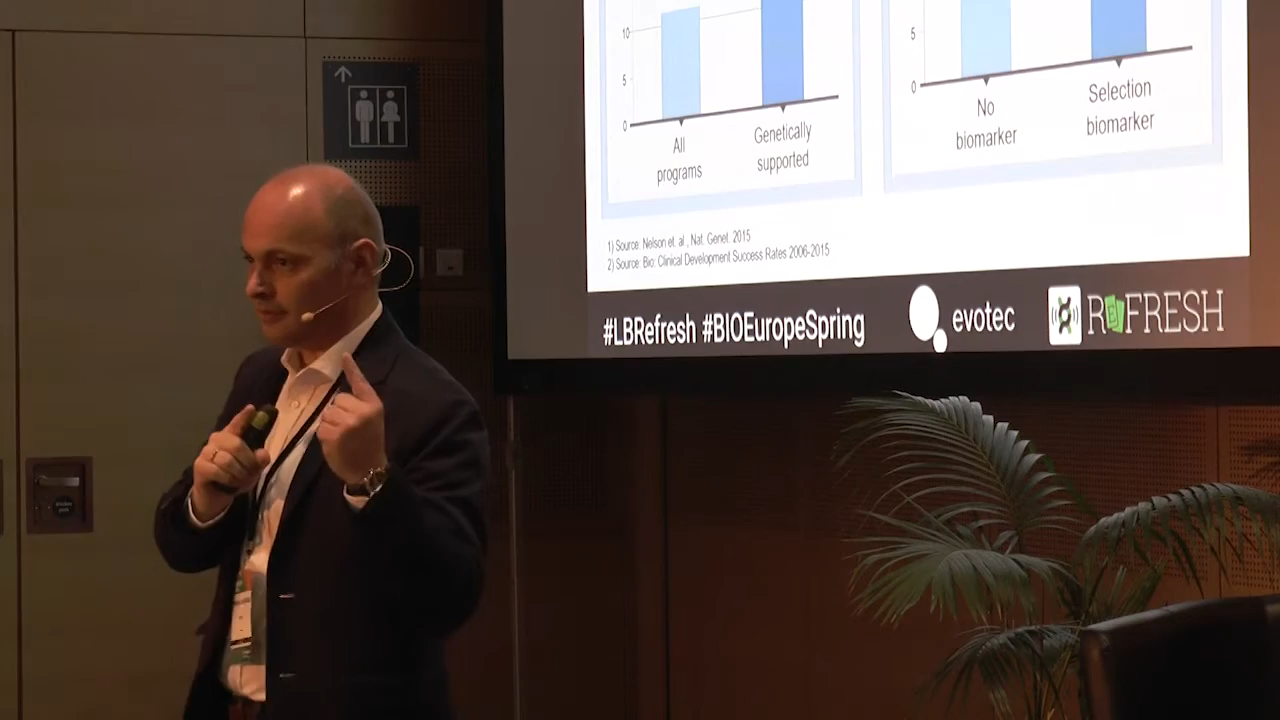 10
5
0
All
programs
Genetically
supported
5
0
No
biomarker
Selection
biomarker
1) Source: Nelson et. al., Nat. Genet. 2015
2) Source: Bio: Clinical Development Success Rates 2006-2015
#LBRefresh #BIOEuropeSpring
evotec
REFRESH